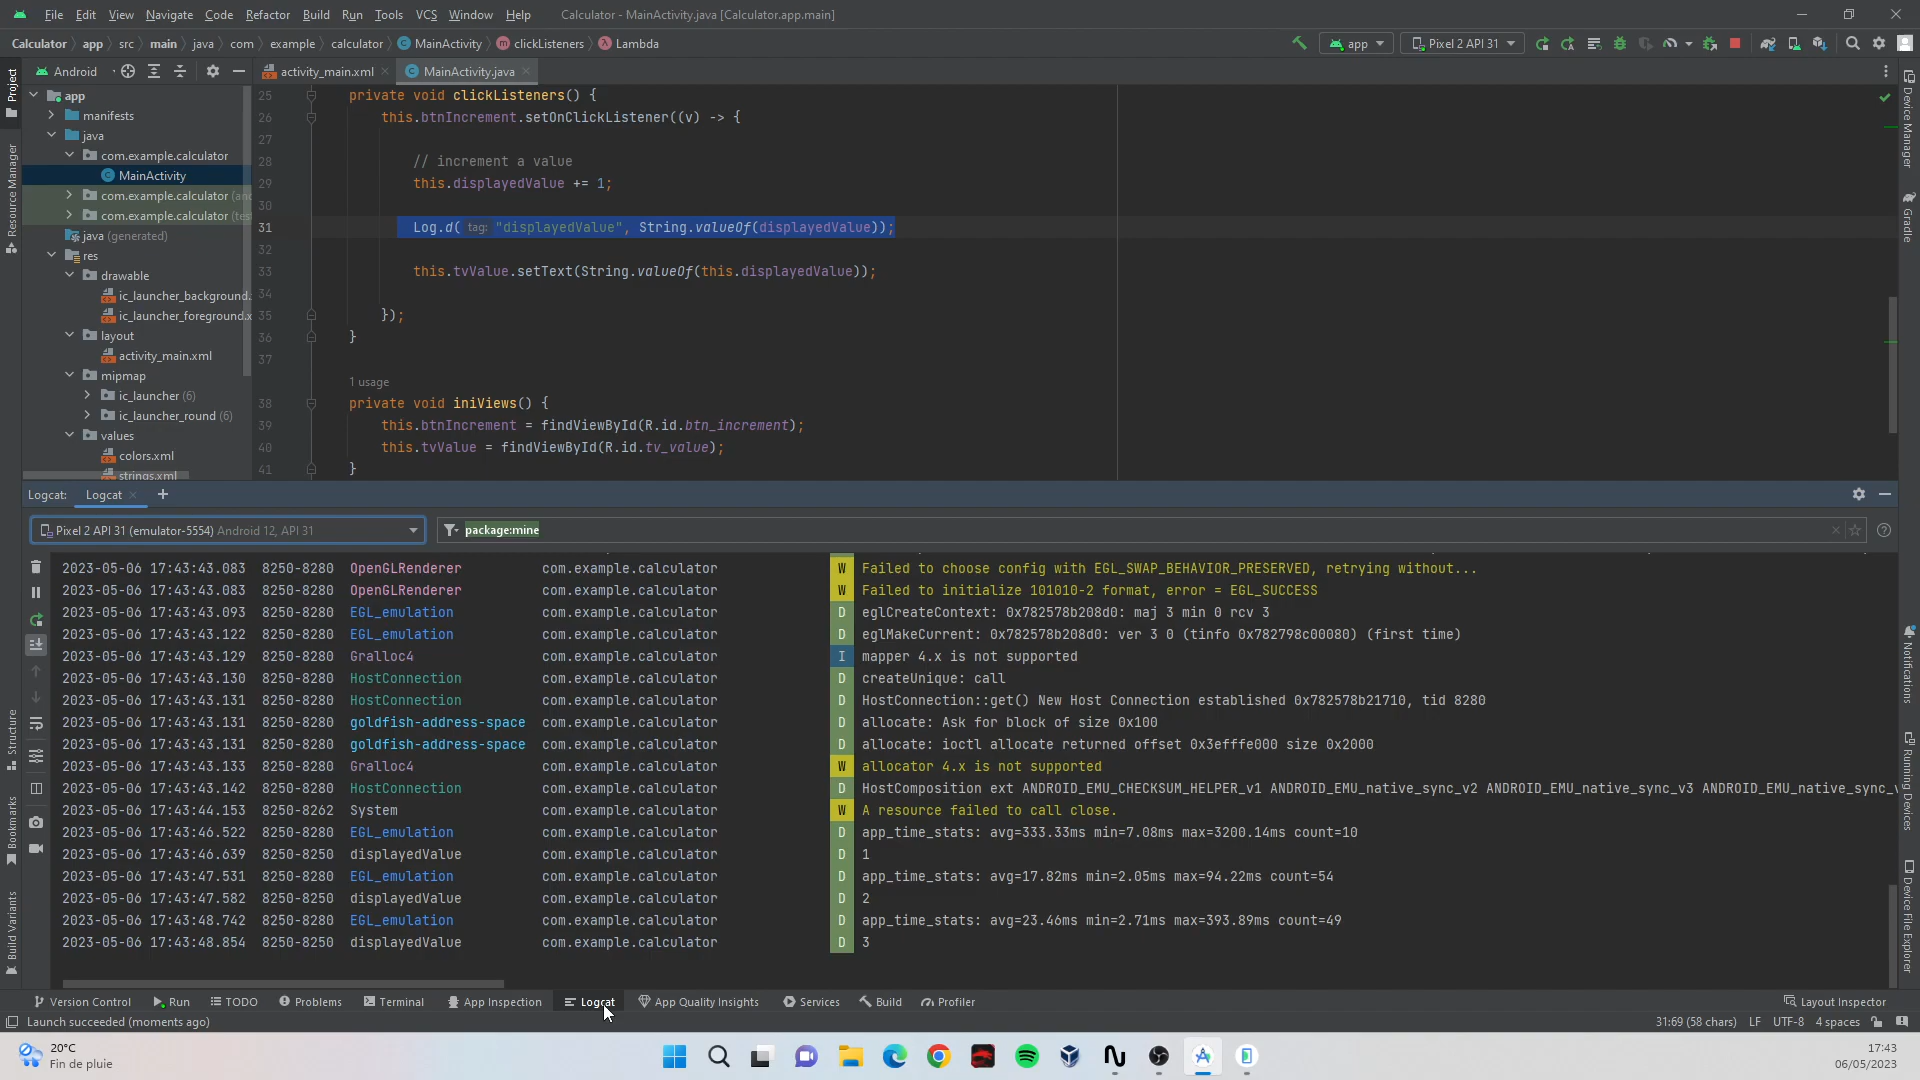 File Edit View Navigate Code Refactor Build Run Tools VCS Window Help Calculator - MainActivity.java [Calculator.app.main]
Calculator app src main java com example calculator MainActivity clickListeners Lambda app Pixel 2 API 31
Project
Resource Manager
Structure
Bookmarks
Build Variants
Android
app
manifests
java
com.example.calculator
MainActivity
com.example.calculator (an
com.example.calculator (tes
java (generated)
res
drawable
ic_launcher_background.
ic_launcher_foreground.x
layout
activity_main.xml
mipmap
ic_launcher (6)
ic_launcher_round (6)
values
colors.xml
strings.xml
activity_main.xml MainActivity.java
25 private void clickListeners() {
26 this.btnIncrement.setOnClickListener((v) -> {
27
28 // increment a value
29 this.displayedValue += 1;
30
31 Log.d( tag: "displayedValue", String.valueOf(displayedValue));
32
33 this.tvValue.setText(String.valueOf(this.displayedValue));
34
35 });
36 }
37
1 usage
38 private void iniViews() {
39 this.btnIncrement = findViewById(R.id.btn_increment);
40 this.tvValue = findViewById(R.id.tv_value);
41 }
Logcat: Logcat
Pixel 2 API 31 (emulator-5554) Android 12, API 31 package:mine
2023-05-06 17:43:43.083 8250-8280 OpenGLRenderer com.example.calculator W Failed to choose config with EGL_SWAP_BEHAVIOR_PRESERVED, retrying without...
2023-05-06 17:43:43.083 8250-8280 OpenGLRenderer com.example.calculator W Failed to initialize 101010-2 format, error = EGL_SUCCESS
2023-05-06 17:43:43.093 8250-8280 EGL_emulation com.example.calculator D eglCreateContext: 0x782578b208d0: maj 3 min 0 rcv 3
2023-05-06 17:43:43.122 8250-8280 EGL_emulation com.example.calculator D eglMakeCurrent: 0x782578b208d0: ver 3 0 (tinfo 0x782798c00080) (first time)
2023-05-06 17:43:43.129 8250-8280 Gralloc4 com.example.calculator I mapper 4.x is not supported
2023-05-06 17:43:43.130 8250-8280 HostConnection com.example.calculator D createUnique: call
2023-05-06 17:43:43.131 8250-8280 HostConnection com.example.calculator D HostConnection::get() New Host Connection established 0x782578b21710, tid 8280
2023-05-06 17:43:43.131 8250-8280 goldfish-address-space com.example.calculator D allocate: Ask for block of size 0x100
2023-05-06 17:43:43.131 8250-8280 goldfish-address-space com.example.calculator D allocate: ioctl allocate returned offset 0x3efffe000 size 0x2000
2023-05-06 17:43:43.133 8250-8280 Gralloc4 com.example.calculator W allocator 4.x is not supported
2023-05-06 17:43:43.142 8250-8280 HostConnection com.example.calculator D HostComposition ext ANDROID_EMU_CHECKSUM_HELPER_v1 ANDROID_EMU_native_sync_v2 ANDROID_EMU_native_sync_v3 ANDROID_EMU_native_sync_v
2023-05-06 17:43:44.153 8250-8262 System com.example.calculator W A resource failed to call close.
2023-05-06 17:43:46.522 8250-8280 EGL_emulation com.example.calculator D app_time_stats: avg=333.33ms min=7.08ms max=3200.14ms count=10
2023-05-06 17:43:46.639 8250-8250 displayedValue com.example.calculator D 1
2023-05-06 17:43:47.531 8250-8280 EGL_emulation com.example.calculator D app_time_stats: avg=17.82ms min=2.05ms max=94.22ms count=54
2023-05-06 17:43:47.582 8250-8250 displayedValue com.example.calculator D 2
2023-05-06 17:43:48.742 8250-8280 EGL_emulation com.example.calculator D app_time_stats: avg=23.46ms min=2.71ms max=393.89ms count=49
2023-05-06 17:43:48.854 8250-8250 displayedValue com.example.calculator D 3
Device Manager
Gradle
Notifications
Running Devices
Device File Explorer
Version Control Run TODO Problems Terminal App Inspection Logcat App Quality Insights Services Build Profiler Layout Inspector
Launch succeeded (moments ago) 31:69 (58 chars) LF UTF-8 4 spaces
20°C
Fin de pluie
17:43
06/05/2023